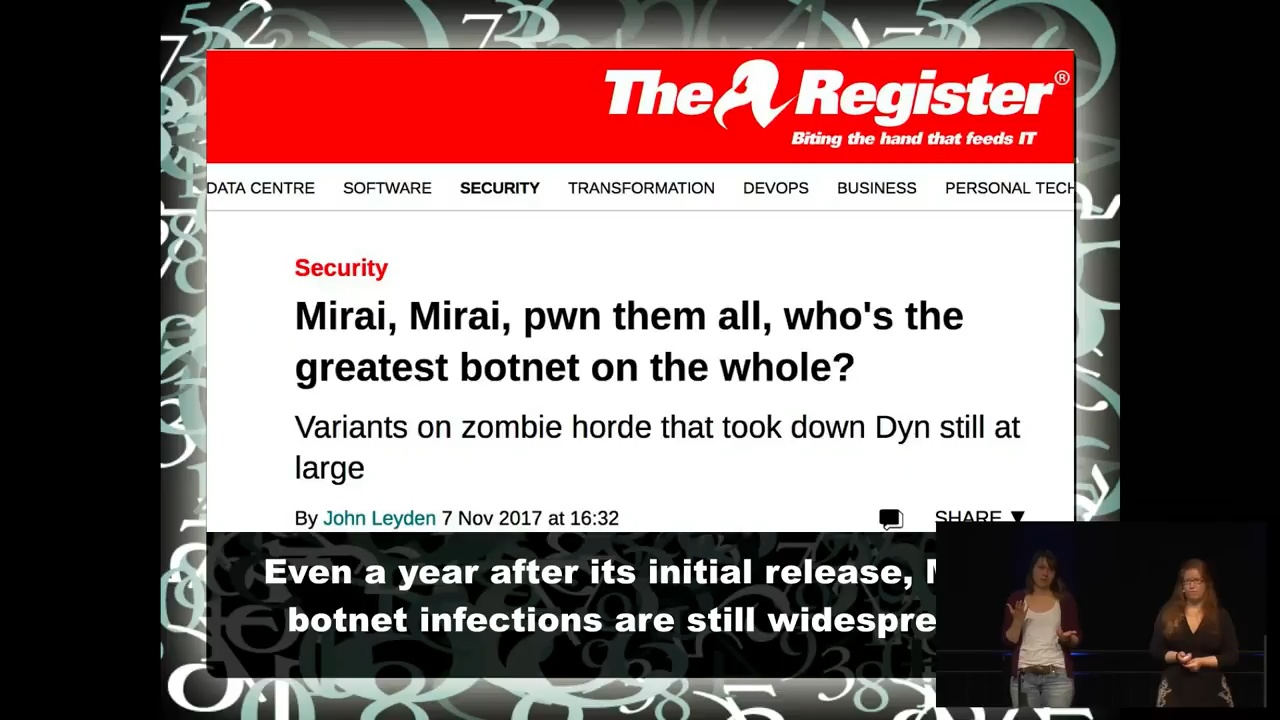 The Register®
Biting the hand that feeds IT
DATA CENTRE SOFTWARE SECURITY TRANSFORMATION DEVOPS BUSINESS PERSONAL TECH
Security
Mirai, Mirai, pwn them all, who's the
greatest botnet on the whole?
Variants on zombie horde that took down Dyn still at
large
By John Leyden 7 Nov 2017 at 16:32
SHARE ▼
Even a year after its initial release,
botnet infections are still